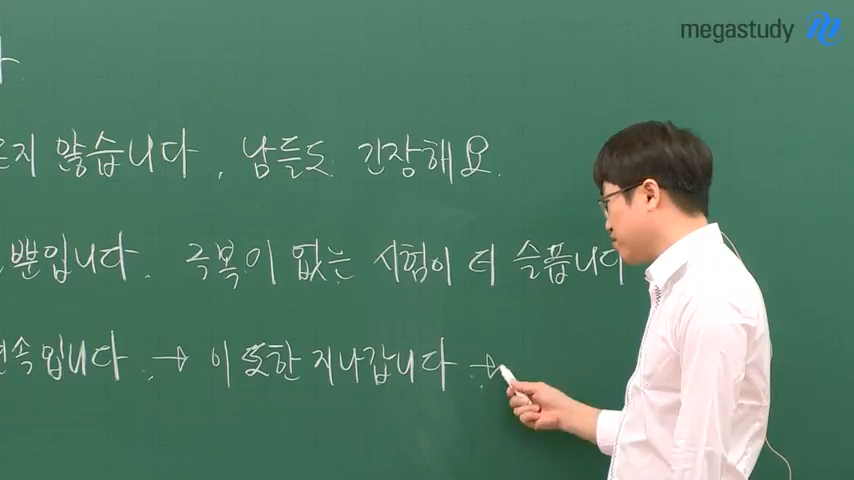 megastudy
지 않습니다, 남들도 긴장해요.
뿐입니다. 극복이 없는 시험이 더 슬픕니다
연속입니다 → 이 또한 지나갑니다 →